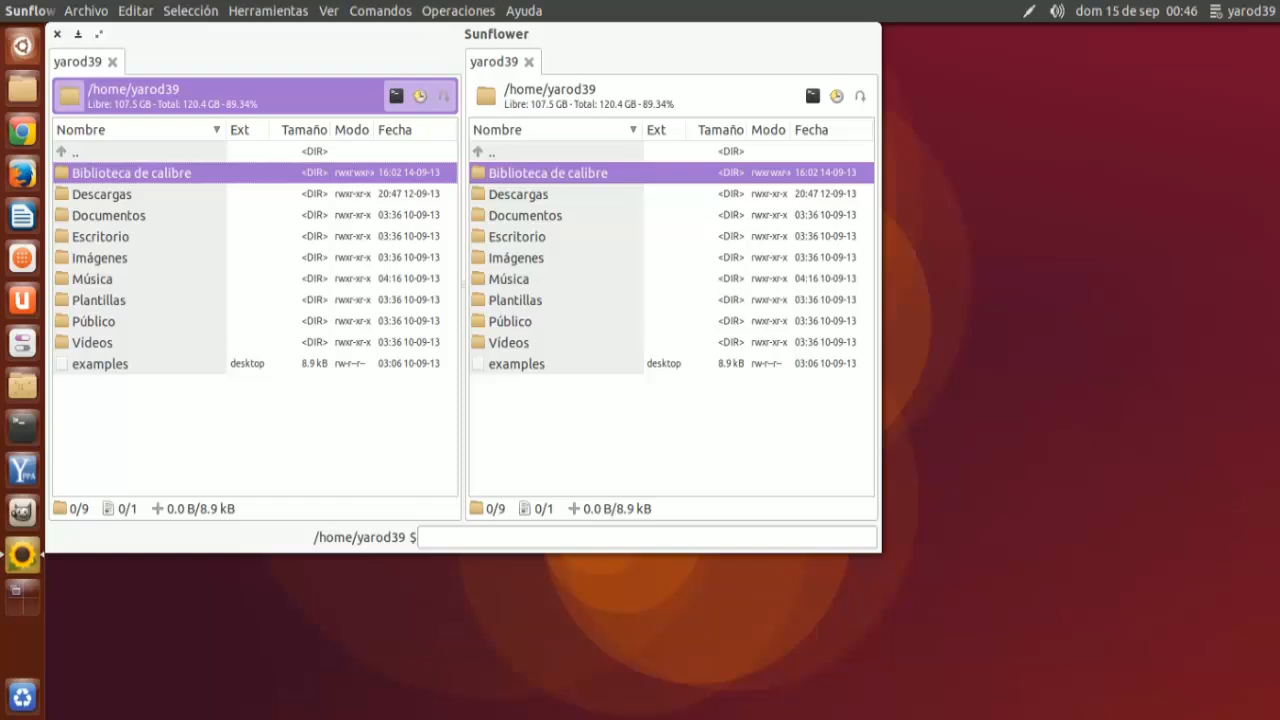 Sunflow Archivo Editar Selección Herramientas Ver Comandos Operaciones Ayuda dom 15 de sep 00:46 yarod39
Sunflower
yarod39 yarod39
/home/yarod39 /home/yarod39
Libre: 107.5 GB - Total: 120.4 GB - 89.34% Libre: 107.5 GB - Total: 120.4 GB - 89.34%
Nombre Ext Tamaño Modo Fecha Nombre Ext Tamaño Modo Fecha
.. <DIR> .. <DIR>
Biblioteca de calibre <DIR> rwxrwxr-x 16:02 14-09-13 Biblioteca de calibre <DIR> rwxrwxr-x 16:02 14-09-13
Descargas <DIR> rwxr-xr-x 20:47 12-09-13 Descargas <DIR> rwxr-xr-x 20:47 12-09-13
Documentos <DIR> rwxr-xr-x 03:36 10-09-13 Documentos <DIR> rwxr-xr-x 03:36 10-09-13
Escritorio <DIR> rwxr-xr-x 03:36 10-09-13 Escritorio <DIR> rwxr-xr-x 03:36 10-09-13
Imágenes <DIR> rwxr-xr-x 03:36 10-09-13 Imágenes <DIR> rwxr-xr-x 03:36 10-09-13
Música <DIR> rwxr-xr-x 04:16 10-09-13 Música <DIR> rwxr-xr-x 04:16 10-09-13
Plantillas <DIR> rwxr-xr-x 03:36 10-09-13 Plantillas <DIR> rwxr-xr-x 03:36 10-09-13
Público <DIR> rwxr-xr-x 03:36 10-09-13 Público <DIR> rwxr-xr-x 03:36 10-09-13
Vídeos <DIR> rwxr-xr-x 03:36 10-09-13 Vídeos <DIR> rwxr-xr-x 03:36 10-09-13
examples desktop 8.9 kB rw-r--r-- 03:06 10-09-13 examples desktop 8.9 kB rw-r--r-- 03:06 10-09-13
0/9 0/1 0.0 B/8.9 kB 0/9 0/1 0.0 B/8.9 kB
/home/yarod39 $